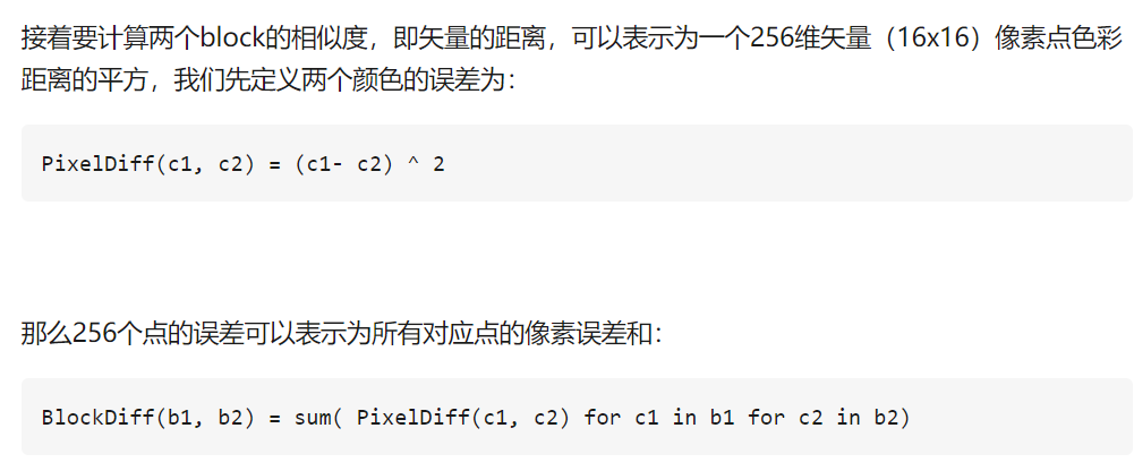 接着要计算两个block的相似度，即矢量的距离，可以表示为一个256维矢量（16x16）像素点色彩
距离的平方，我们先定义两个颜色的误差为：
PixelDiff(c1, c2) = (c1- c2) ^ 2
那么256个点的误差可以表示为所有对应点的像素误差和：
BlockDiff(b1, b2) = sum( PixelDiff(c1, c2) for c1 in b1 for c2 in b2)